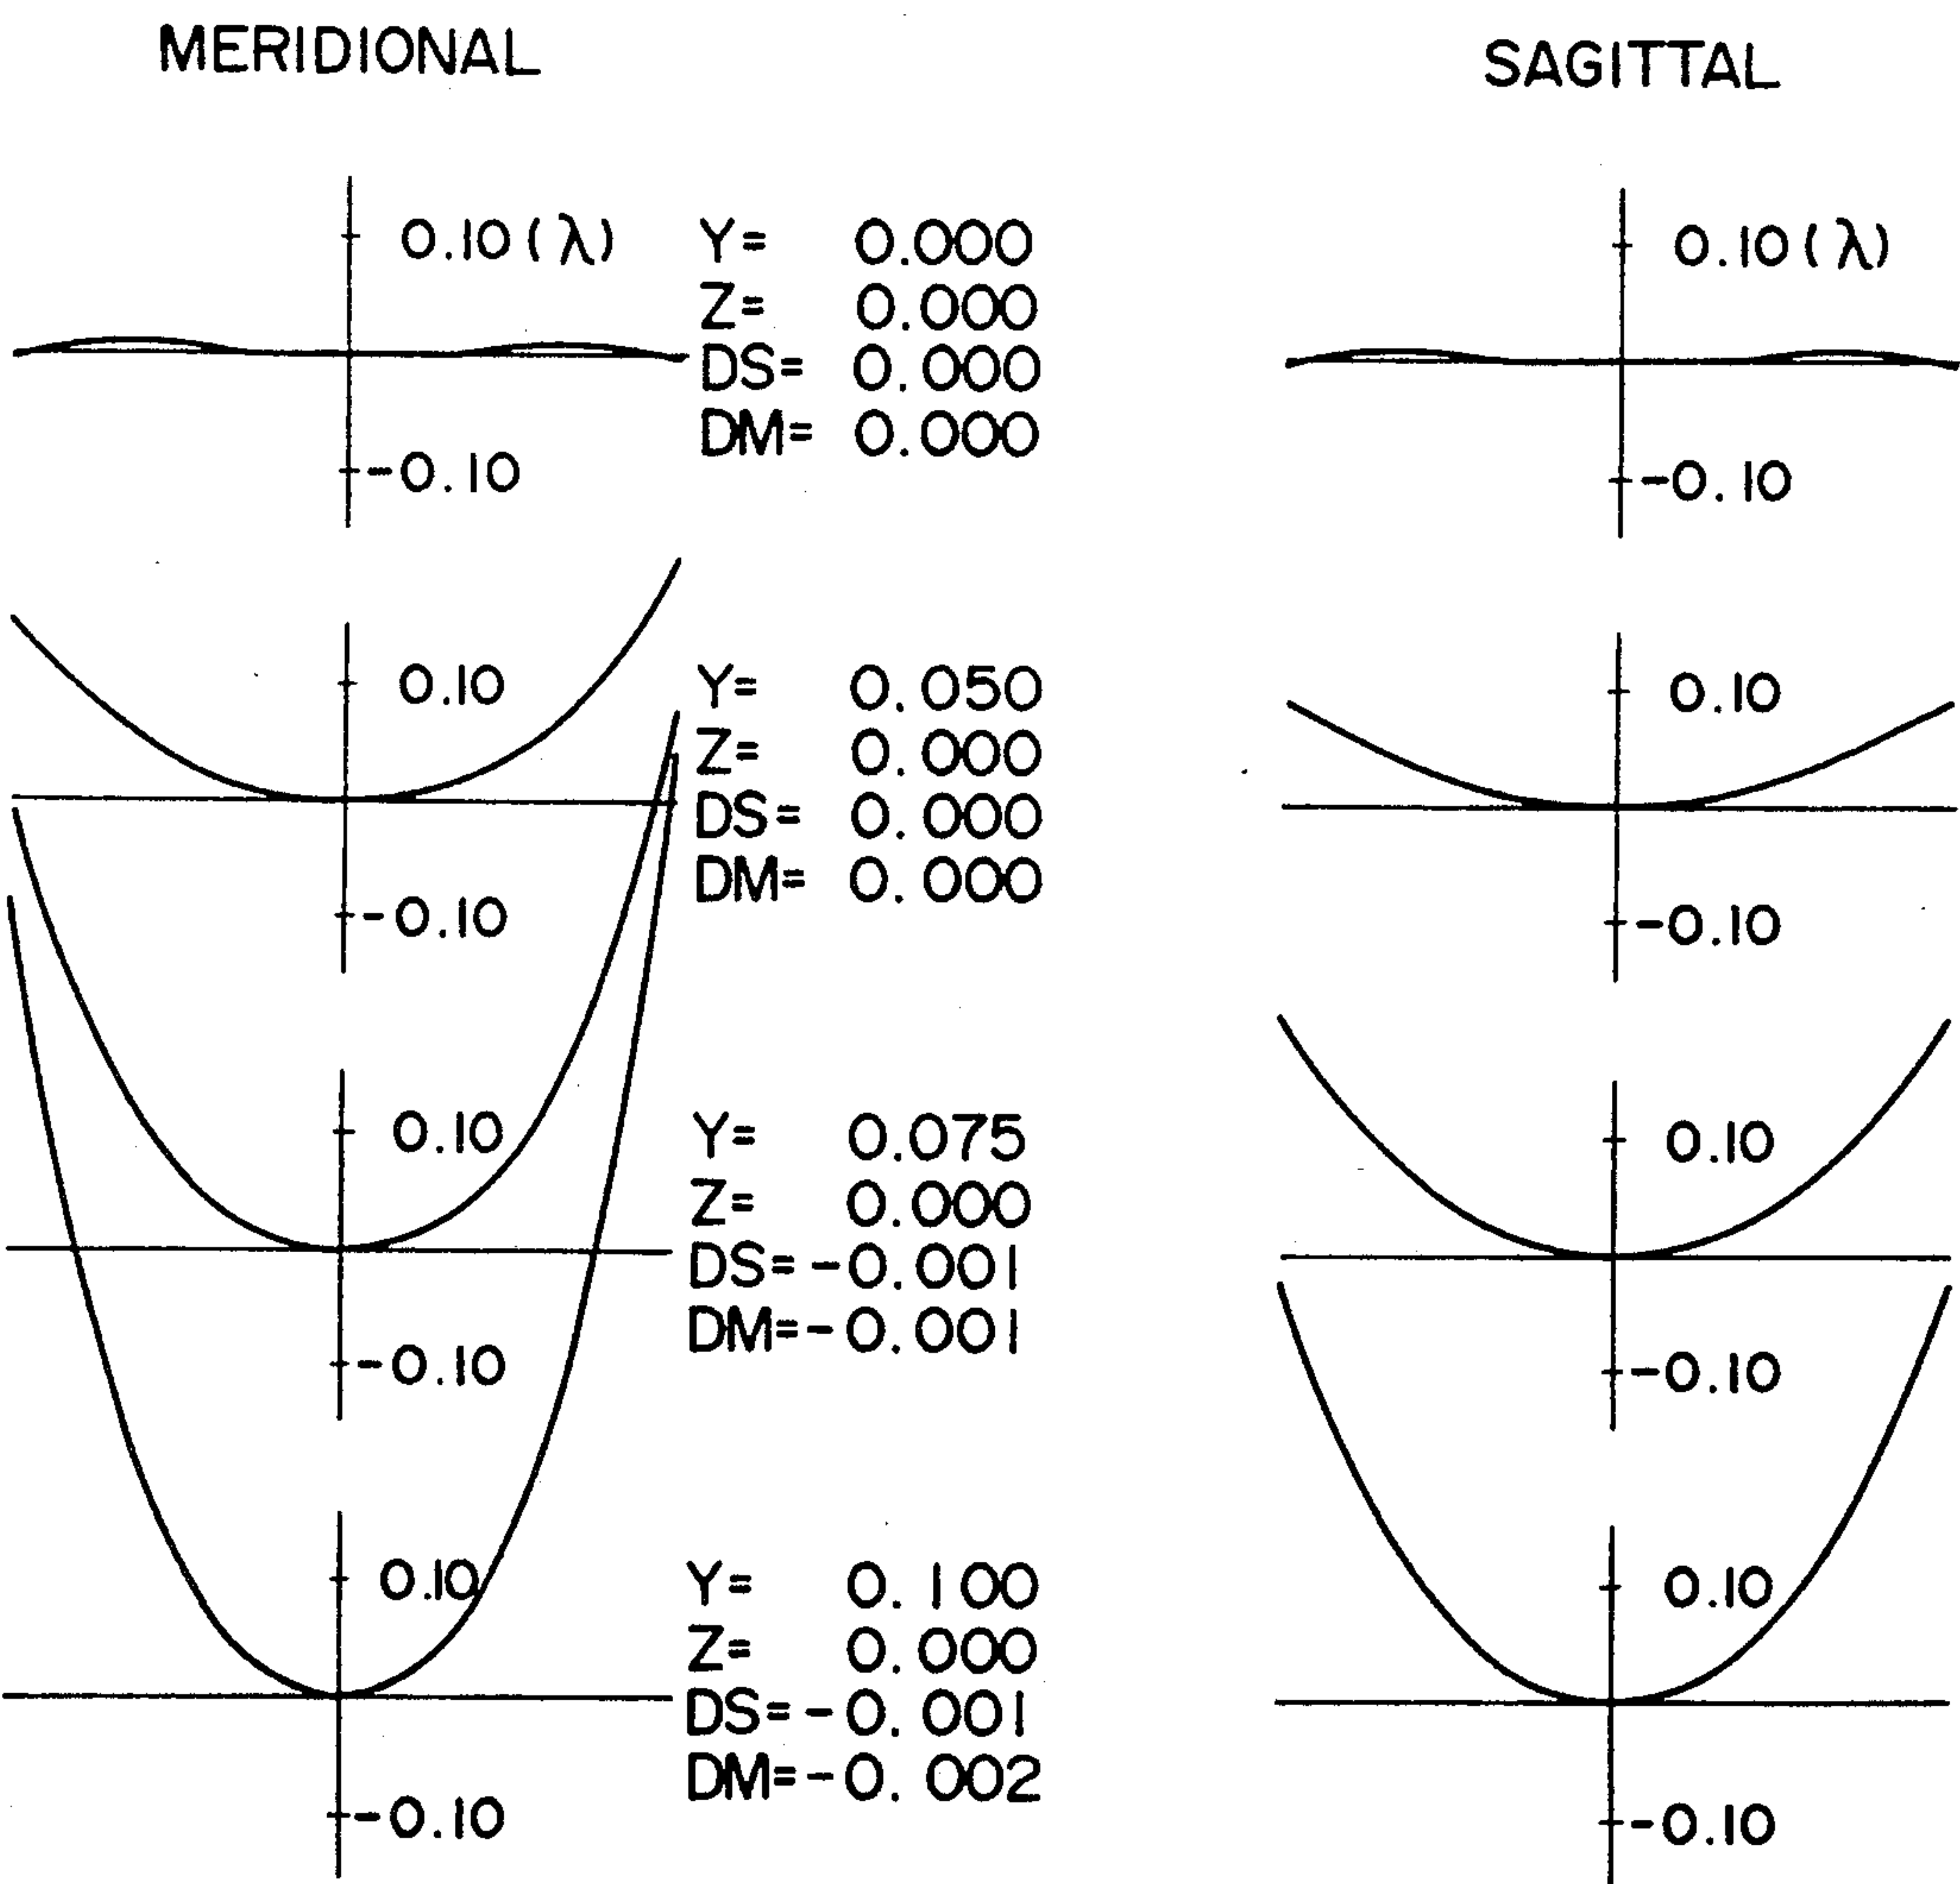 MERIDIONAL
SAGITTAL
0.10 (λ)
-0.10
Y= 0.000
Z= 0.000
DS= 0.000
DM= 0.000
0.10 (λ)
-0.10
0.10
-0.10
Y= 0.050
Z= 0.000
DS= 0.000
DM= 0.000
0.10
-0.10
0.10
-0.10
Y= 0.075
Z= 0.000
DS=-0.001
DM=-0.001
0.10
-0.10
0.10
-0.10
Y= 0.100
Z= 0.000
DS=-0.001
DM=-0.002
0.10
-0.10